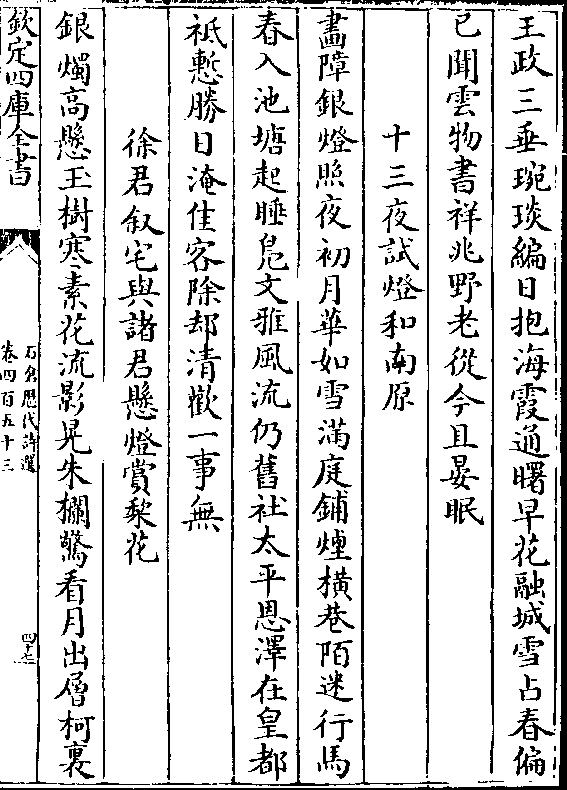 王政三垂琬琰編日抱海霞通曙早花融城雪占春偏
已聞雲物書祥兆野老從今且晏眠
十三夜試燈和南原
畫障銀燈照夜初月華如雪滿庭鋪煙橫巷陌迷行馬
春入池塘起睡鳬文雅風流仍舊社太平恩澤在皇都
祗慙勝日淹佳客除却清歡一事無
徐君叙宅與諸君懸燈賞棃花
銀燭高懸玉樹寒素花流影晃朱欄驚看月出層柯裏
欽定四庫全書
石倉歴代詩選
卷四百五十三